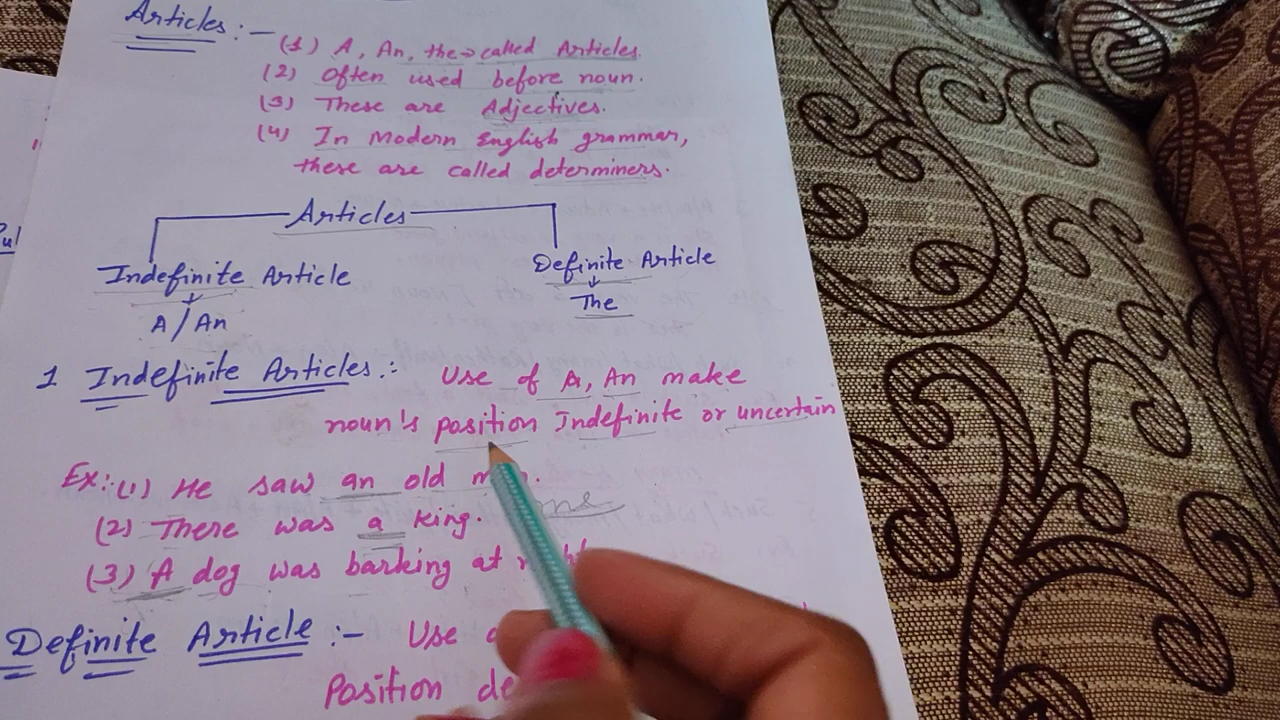 Articles :-
(1) A, An, the → called Articles.
(2) Often used before noun.
(3) These are Adjectives.
(4) In Modern English grammar,
these are called determiners.
Articles
Indefinite Article
Definite Article
A / An
The
1 Indefinite Articles :- Use of A, An make
noun's position Indefinite or uncertain
Ex:- (1) He saw an old
(2) There was a king.
(3) A dog was barking at
Definite Article :- Use
Position